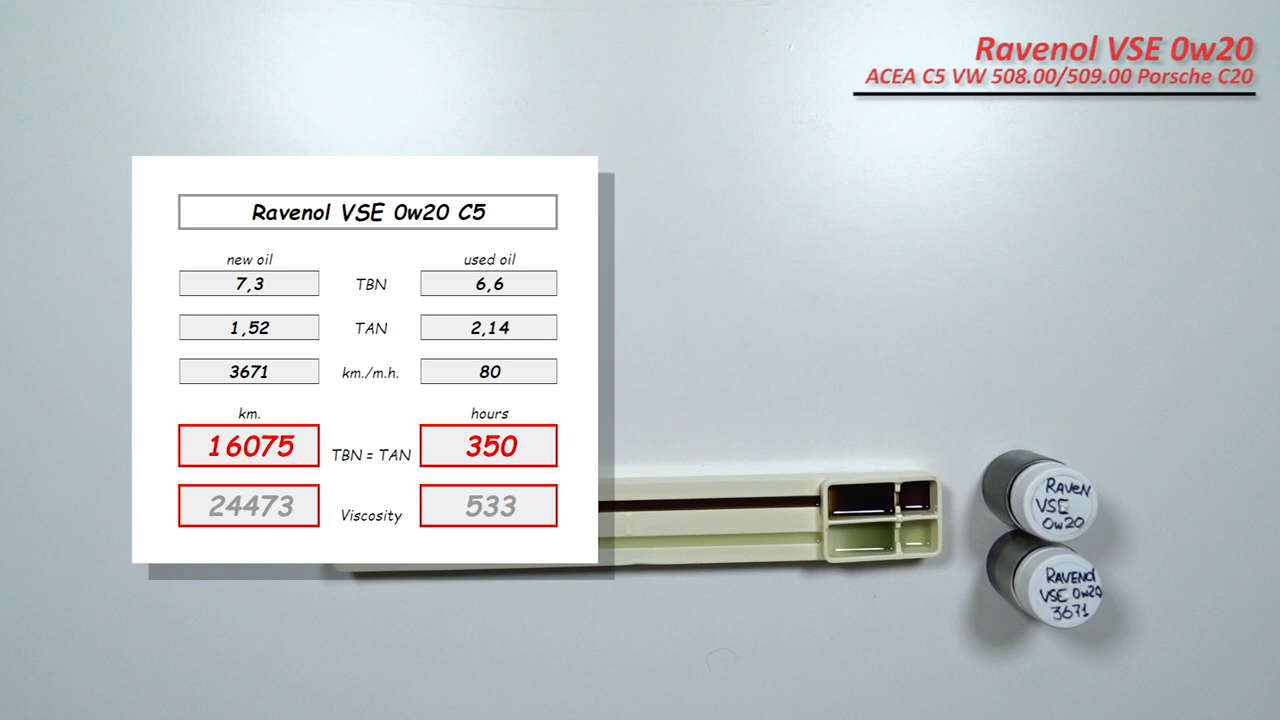 Ravenol VSE 0w20
ACEA C5 VW 508.00/509.00 Porsche C20
Ravenol VSE 0w20 C5
new oil used oil
7,3 TBN 6,6
1,52 TAN 2,14
3671 km./m.h. 80
km. hours
16075 TBN = TAN 350
24473 Viscosity 533
RAVEN
VSE
0w20
RAVENOL
VSE 0w20
3671